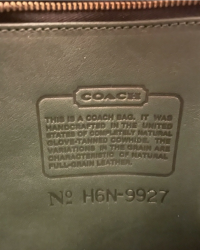 COACH
THIS IS A COACH BAG. IT WAS
HANDCRAFTED IN THE UNITED
STATES OF COMPLETELY NATURAL
GLOVE-TANNED COWHIDE. THE
VARIATIONS IN THE GRAIN ARE
CHARACTERISTIC OF NATURAL
FULL-GRAIN LEATHER.
Nº H6N-9927